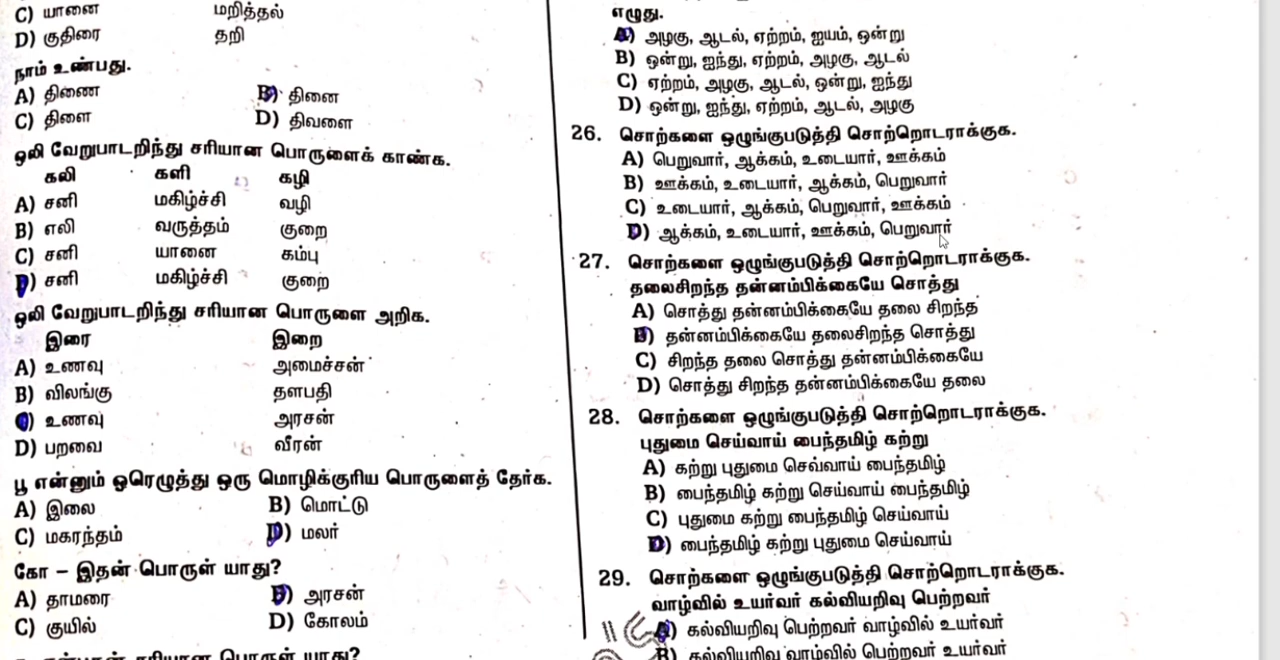 C) யானை மறித்தல்
D) குதிரை தறி
நாம் உண்பது.
A) திணை B) தினை
C) திளை D) திவளை
ஒலி வேறுபாடறிந்து சரியான பொருளைக் காண்க.
கலி களி கழி
A) சனி மகிழ்ச்சி வழி
B) எலி வருத்தம் குறை
C) சனி யானை கம்பு
D) சனி மகிழ்ச்சி குறை
ஒலி வேறுபாடறிந்து சரியான பொருளை அறிக.
இரை இறை
A) உணவு அமைச்சன்
B) விலங்கு தளபதி
C) உணவு அரசன்
D) பறவை வீரன்
பூ என்னும் ஓரெழுத்து ஒரு மொழிக்குரிய பொருளைத் தேர்க.
A) இலை B) மொட்டு
C) மகரந்தம் D) மலர்
கோ – இதன் பொருள் யாது?
A) தாமரை B) அரசன்
C) குயில் D) கோலம்
சரியான பொருள் யாது?
எழுது.
A) அழகு, ஆடல், ஏற்றம், ஐயம், ஒன்று
B) ஒன்று, ஐந்து, ஏற்றம், அழகு, ஆடல்
C) ஏற்றம், அழகு, ஆடல், ஒன்று, ஐந்து
D) ஒன்று, ஐந்து, ஏற்றம், ஆடல், அழகு
26. சொற்களை ஒழுங்குபடுத்தி சொற்றொடராக்குக.
A) பெறுவார், ஆக்கம், உடையார், ஊக்கம்
B) ஊக்கம், உடையார், ஆக்கம், பெறுவார்
C) உடையார், ஆக்கம், பெறுவார், ஊக்கம்
D) ஆக்கம், உடையார், ஊக்கம், பெறுவார்
27. சொற்களை ஒழுங்குபடுத்தி சொற்றொடராக்குக.
தலைசிறந்த தன்னம்பிக்கையே சொத்து
A) சொத்து தன்னம்பிக்கையே தலை சிறந்த
B) தன்னம்பிக்கையே தலைசிறந்த சொத்து
C) சிறந்த தலை சொத்து தன்னம்பிக்கையே
D) சொத்து சிறந்த தன்னம்பிக்கையே தலை
28. சொற்களை ஒழுங்குபடுத்தி சொற்றொடராக்குக.
புதுமை செய்வாய் பைந்தமிழ் கற்று
A) கற்று புதுமை செவ்வாய் பைந்தமிழ்
B) பைந்தமிழ் கற்று செய்வாய் பைந்தமிழ்
C) புதுமை கற்று பைந்தமிழ் செய்வாய்
D) பைந்தமிழ் கற்று புதுமை செய்வாய்
29. சொற்களை ஒழுங்குபடுத்தி சொற்றொடராக்குக.
வாழ்வில் உயர்வர் கல்வியறிவு பெற்றவர்
A) கல்வியறிவு பெற்றவர் வாழ்வில் உயர்வர்
B) கல்வியறிவு வாழ்வில் பெற்றவர் உயர்வர்